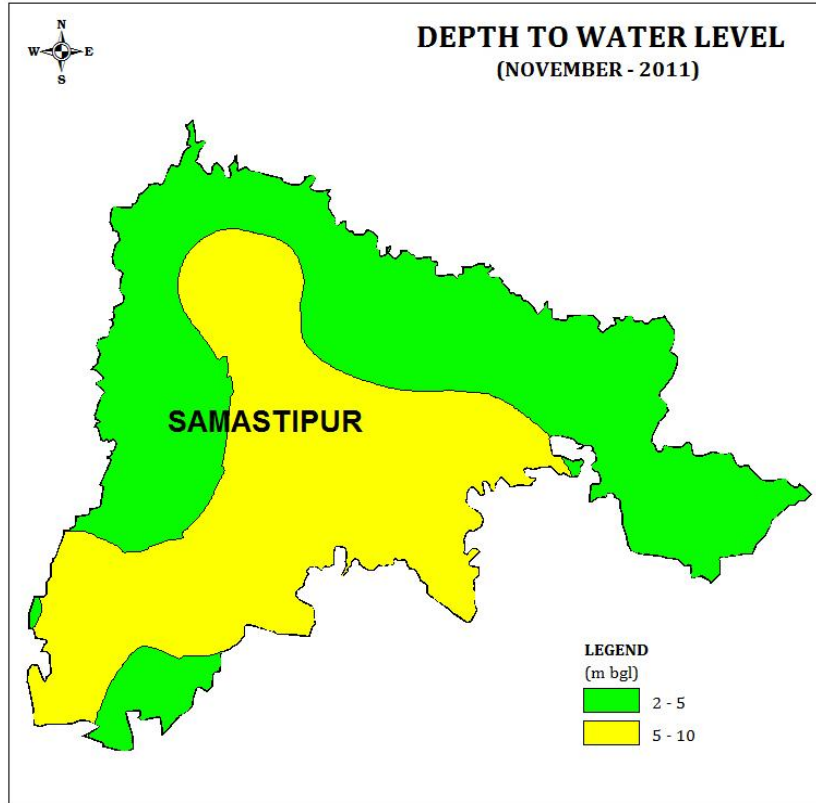 N
W E
S
DEPTH TO WATER LEVEL
(NOVEMBER - 2011)
SAMASTIPUR
LEGEND
(m bgl)
2 - 5
5 - 10